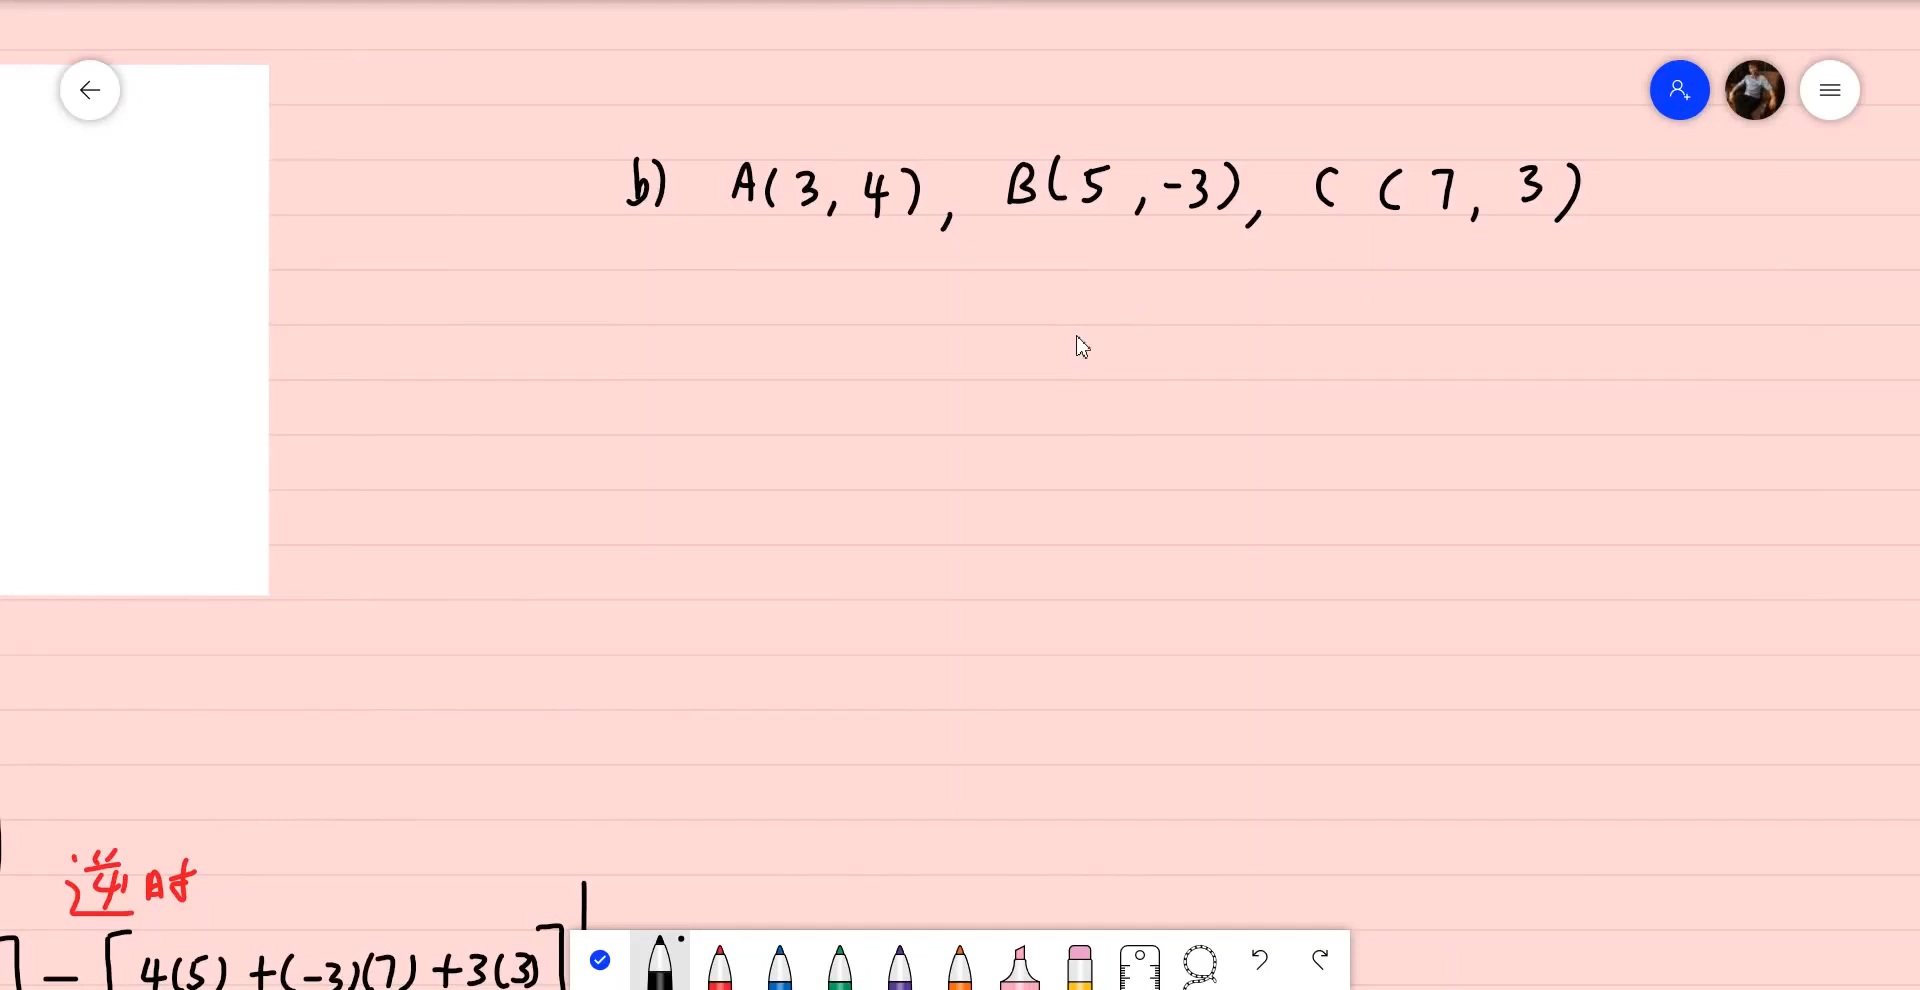 b) A(3, 4), B(5, -3), C (7, 3)
逆时
] - [4(5) + (-3)(7) + 3(3)]|